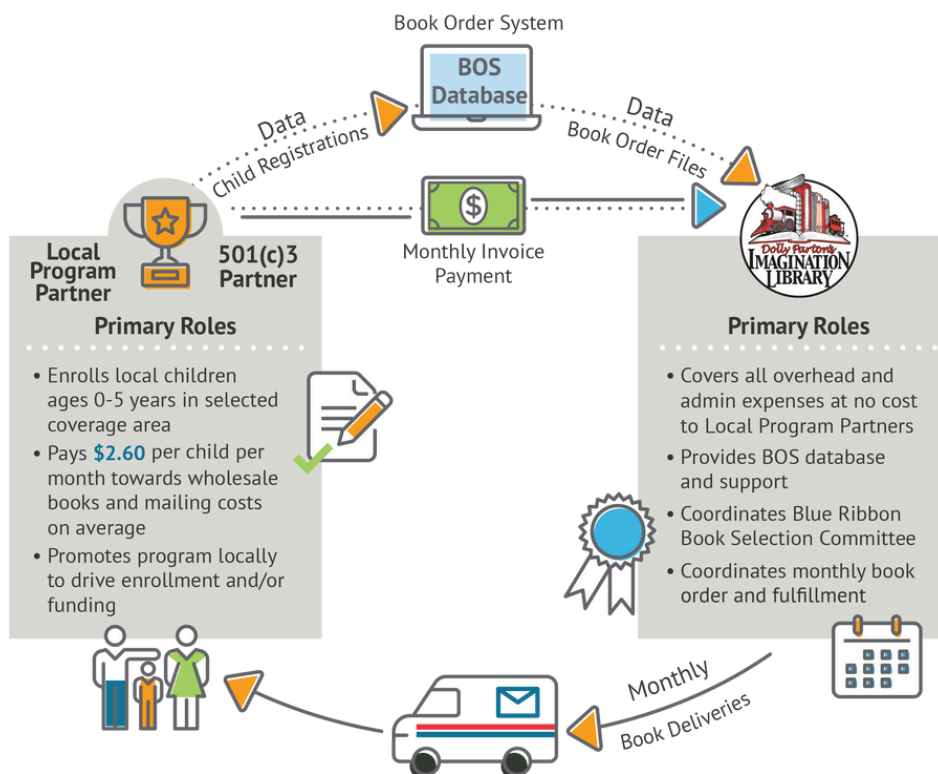 Book Order System
BOS
Database
Data
Child Registrations
Data
Book Order Files
$
Monthly Invoice
Payment
Local
Program
Partner
501(c)3
Partner
Dolly Parton's
IMAGINATION
LIBRARY
Primary Roles
• Enrolls local children
ages 0-5 years in selected
coverage area
• Pays $2.60 per child per
month towards wholesale
books and mailing costs
on average
• Promotes program locally
to drive enrollment and/or
funding
Primary Roles
• Covers all overhead and
admin expenses at no cost
to Local Program Partners
• Provides BOS database
and support
• Coordinates Blue Ribbon
Book Selection Committee
• Coordinates monthly book
order and fulfillment
Monthly
Book Deliveries